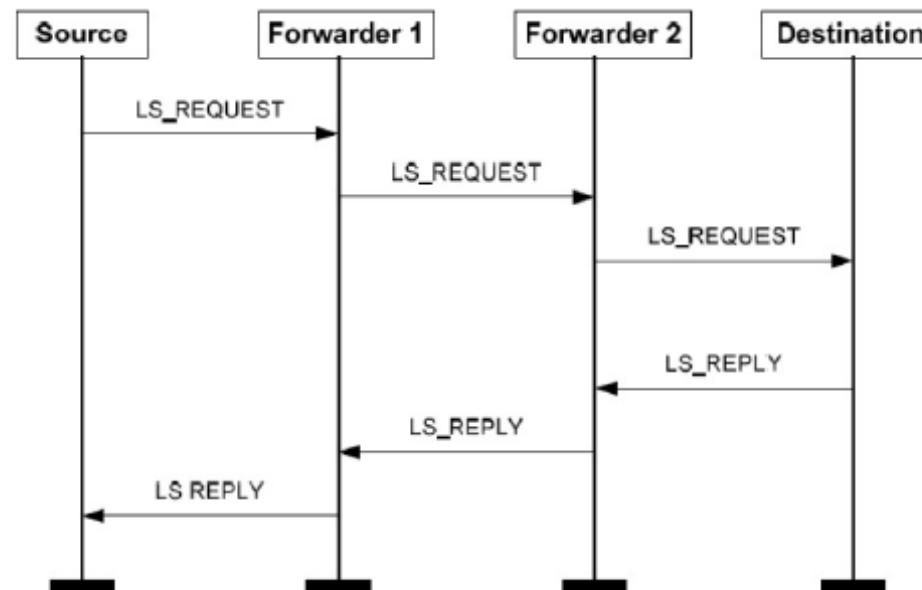 Source Forwarder 1 Forwarder 2 Destination
LS_REQUEST
LS_REQUEST
LS_REQUEST
LS_REPLY
LS_REPLY
LS REPLY